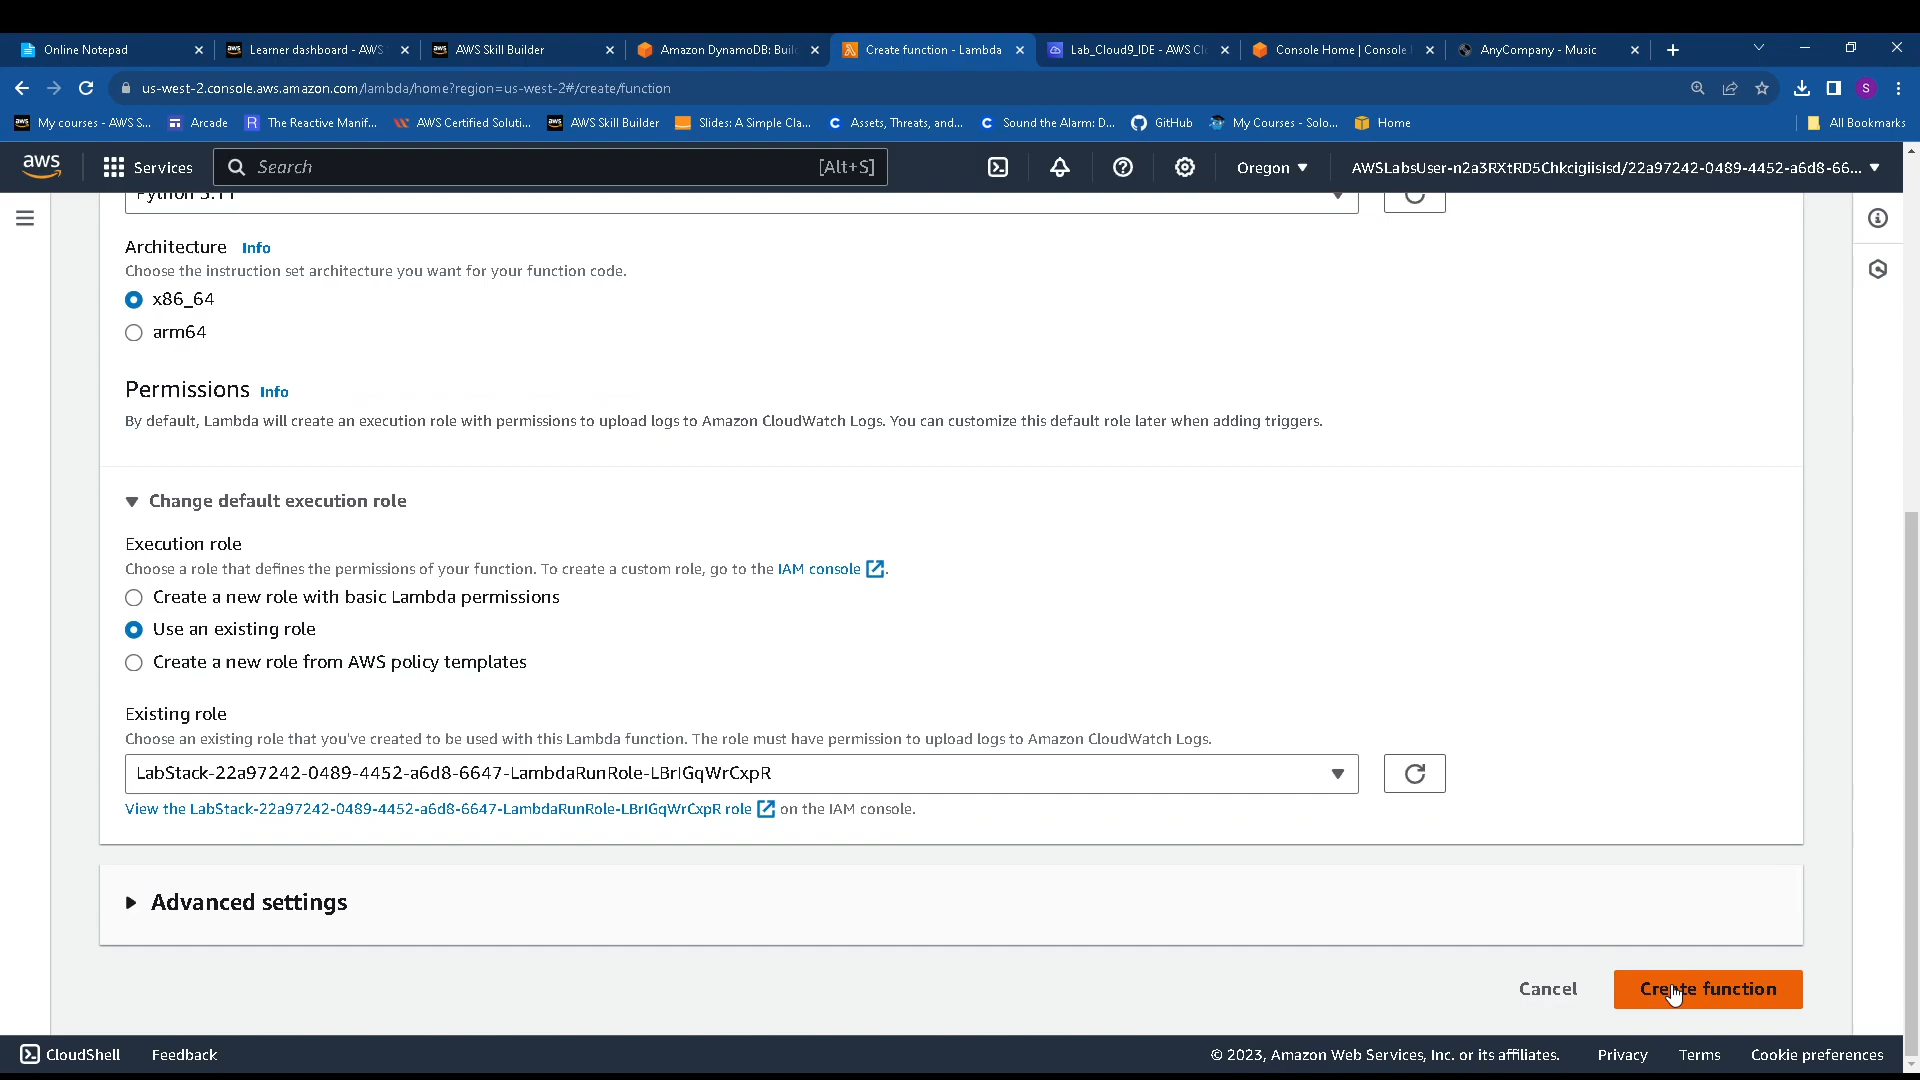 Online Notepad
Learner dashboard - AWS
AWS Skill Builder
Amazon DynamoDB: Buil
Create function - Lambda
Lab_Cloud9_IDE - AWS Cl
Console Home | Console
AnyCompany - Music
us-west-2.console.aws.amazon.com/lambda/home?region=us-west-2#/create/function
S
My courses - AWS S...
Arcade
The Reactive Manif...
AWS Certified Soluti...
AWS Skill Builder
Slides: A Simple Cla...
Assets, Threats, and...
Sound the Alarm: D...
GitHub
My Courses - Solo...
Home
All Bookmarks
aws
Services
Search
[Alt+S]
Oregon
AWSLabsUser-n2a3RXtRD5Chkcigiisisd/22a97242-0489-4452-a6d8-66...
Python 3.11
Architecture Info
Choose the instruction set architecture you want for your function code.
x86_64
arm64
Permissions Info
By default, Lambda will create an execution role with permissions to upload logs to Amazon CloudWatch Logs. You can customize this default role later when adding triggers.
Change default execution role
Execution role
Choose a role that defines the permissions of your function. To create a custom role, go to the IAM console.
Create a new role with basic Lambda permissions
Use an existing role
Create a new role from AWS policy templates
Existing role
Choose an existing role that you've created to be used with this Lambda function. The role must have permission to upload logs to Amazon CloudWatch Logs.
LabStack-22a97242-0489-4452-a6d8-6647-LambdaRunRole-LBrIGqWrCxpR
View the LabStack-22a97242-0489-4452-a6d8-6647-LambdaRunRole-LBrIGqWrCxpR role on the IAM console.
Advanced settings
Cancel
Create function
CloudShell
Feedback
© 2023, Amazon Web Services, Inc. or its affiliates.
Privacy
Terms
Cookie preferences